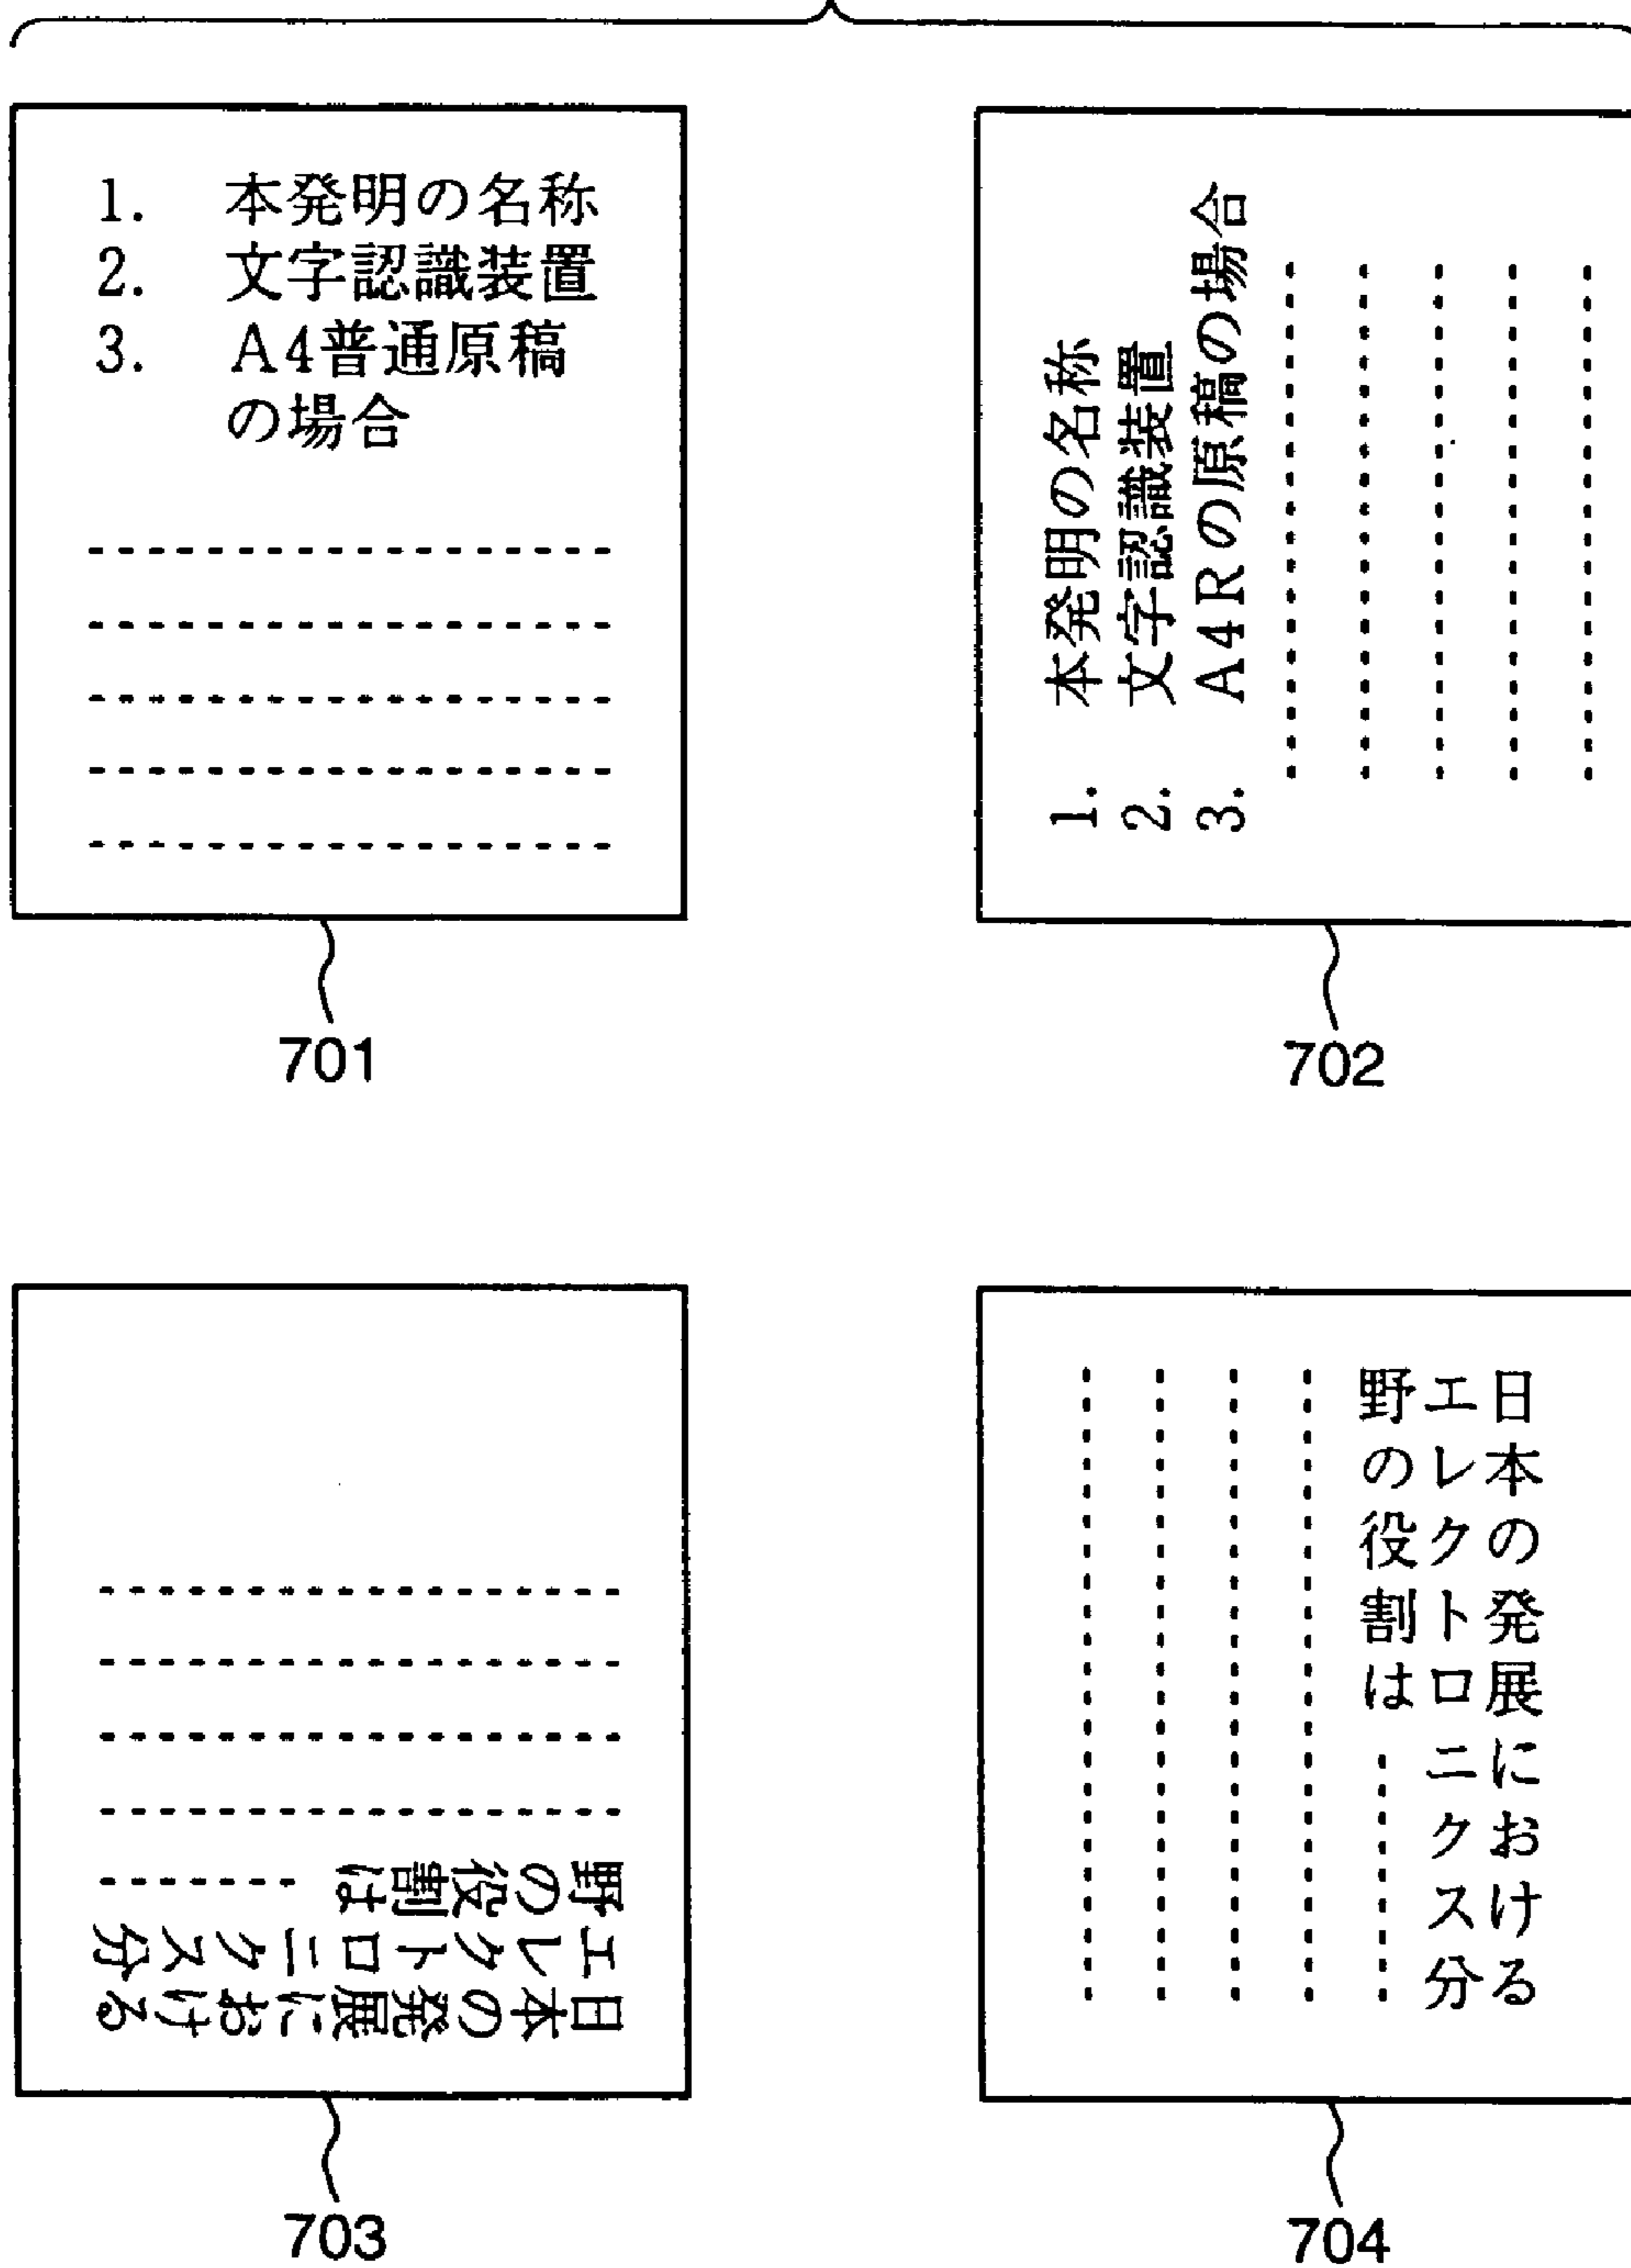 1. 本発明の名称
2. 文字認識装置
3. A4普通原稿
の場合
701
1. 本発明の名称
2. 文字認識装置
3. A4Rの原稿の場合
702
日本の発展における
エレクトロニクス分
野の役割は
703
日本の発展における
エレクトロニクス分
野の役割は
704